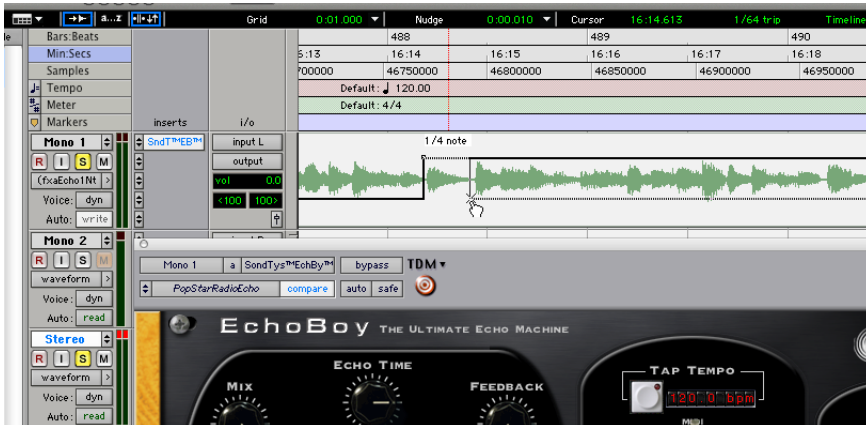 a...z Grid 0:01.000 Nudge 0:00.010 Cursor 16:14.613 1/64 trip Timeline
le Bars:Beats 488 489 490
Min:Secs 6:13 16:14 16:15 16:16 16:17 16:18
Samples 700000 46750000 46800000 46850000 46900000 46950000
Tempo Default: 120.00
Meter Default: 4/4
Markers inserts i/o
Mono 1 SndT™EB™ input L 1/4 note
R I S M output
(fxaEcho1Nt vol 0.0
Voice: dyn <100 100>
Auto: write
Mono 2
R I S M Mono 1 a SondTys™EchBy™ bypass TDM
waveform PopStarRadioEcho compare auto safe
Voice: dyn
Auto: read
Stereo EchoBoy The Ultimate Echo Machine
R I S M Echo Time Tap Tempo
waveform Mix Feedback
Voice: dyn 120 0 bpm
Auto: read MIDI